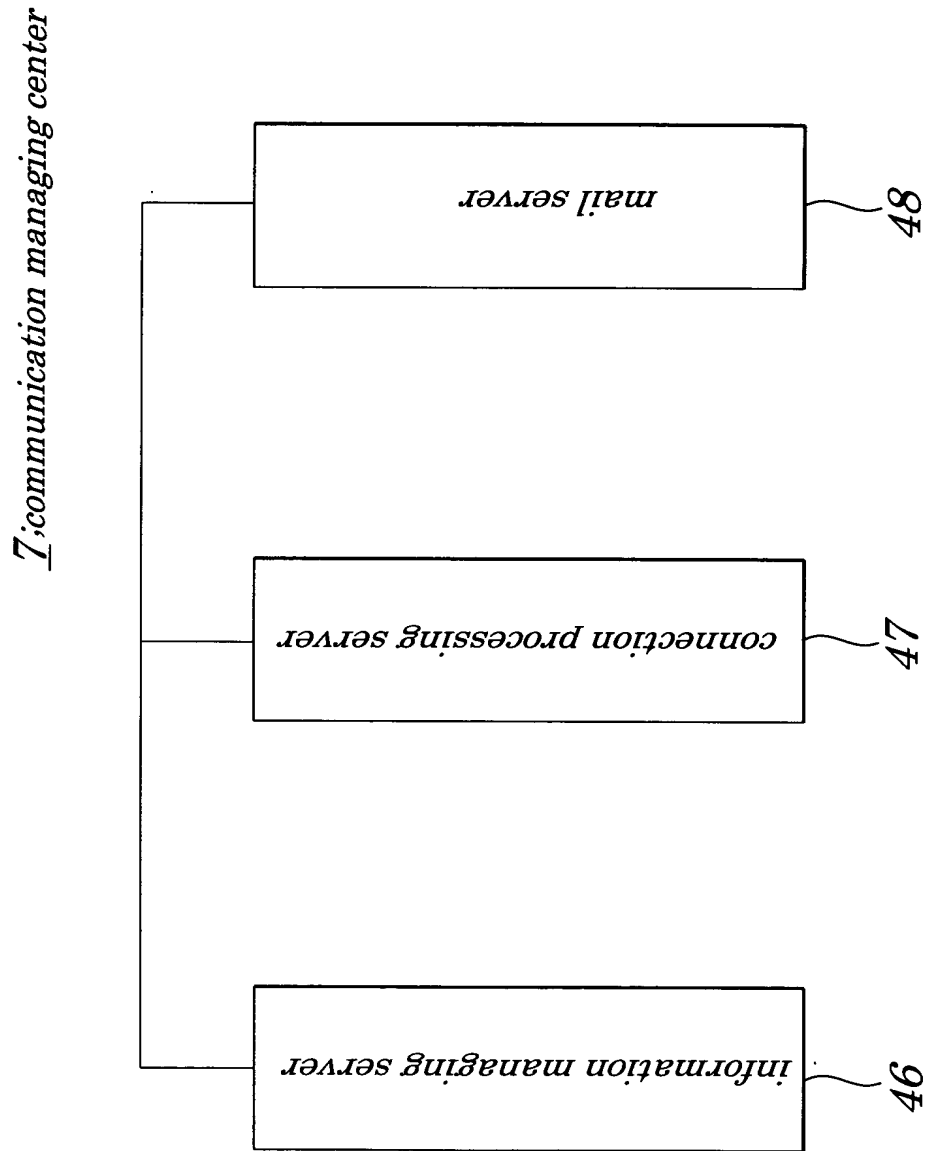 7;communication managing center
information managing server
46
connection processing server
47
mail server
48